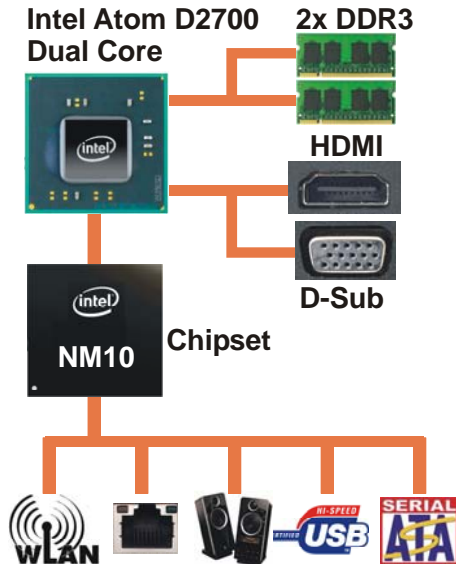 Intel Atom D2700
Dual Core
2x DDR3
intel
HDMI
D-Sub
intel
NM10
Chipset
WLAN
HI-SPEED
CERTIFIED
USB
SERIAL
ATA